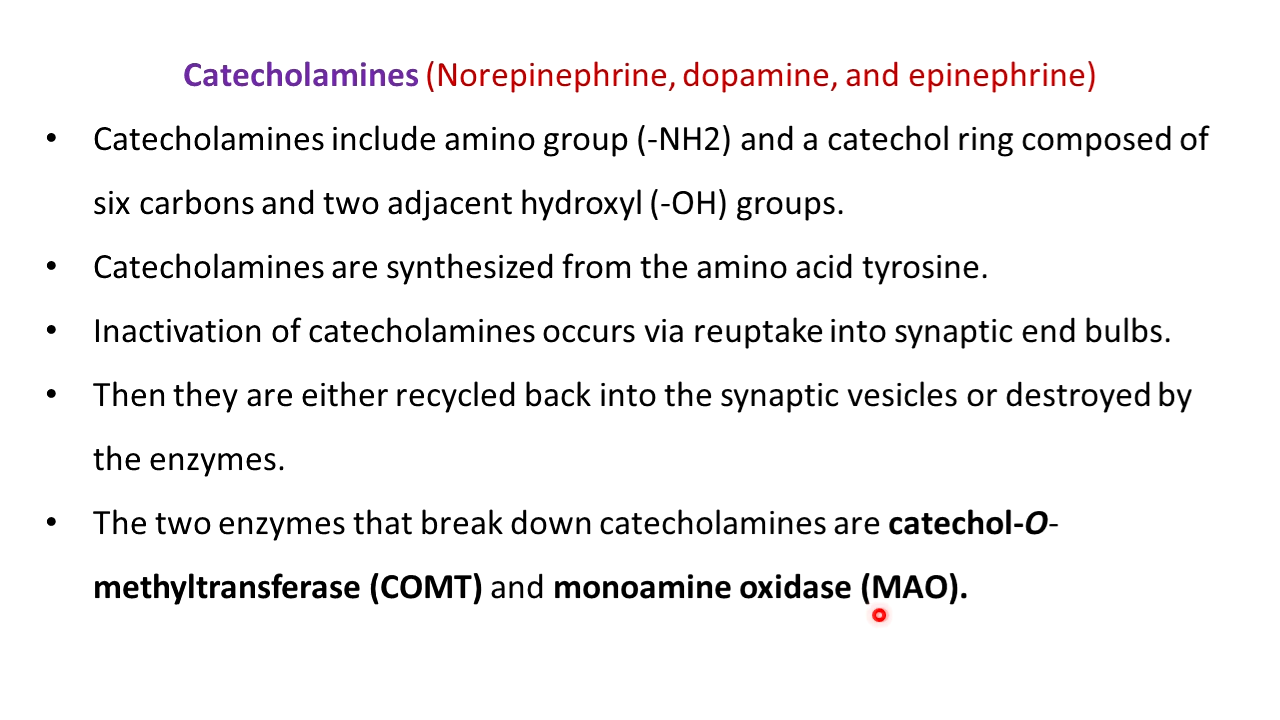 Catecholamines (Norepinephrine, dopamine, and epinephrine)
• Catecholamines include amino group (-NH2) and a catechol ring composed of
six carbons and two adjacent hydroxyl (-OH) groups.
• Catecholamines are synthesized from the amino acid tyrosine.
• Inactivation of catecholamines occurs via reuptake into synaptic end bulbs.
• Then they are either recycled back into the synaptic vesicles or destroyed by
the enzymes.
• The two enzymes that break down catecholamines are catechol-O-
methyltransferase (COMT) and monoamine oxidase (MAO).